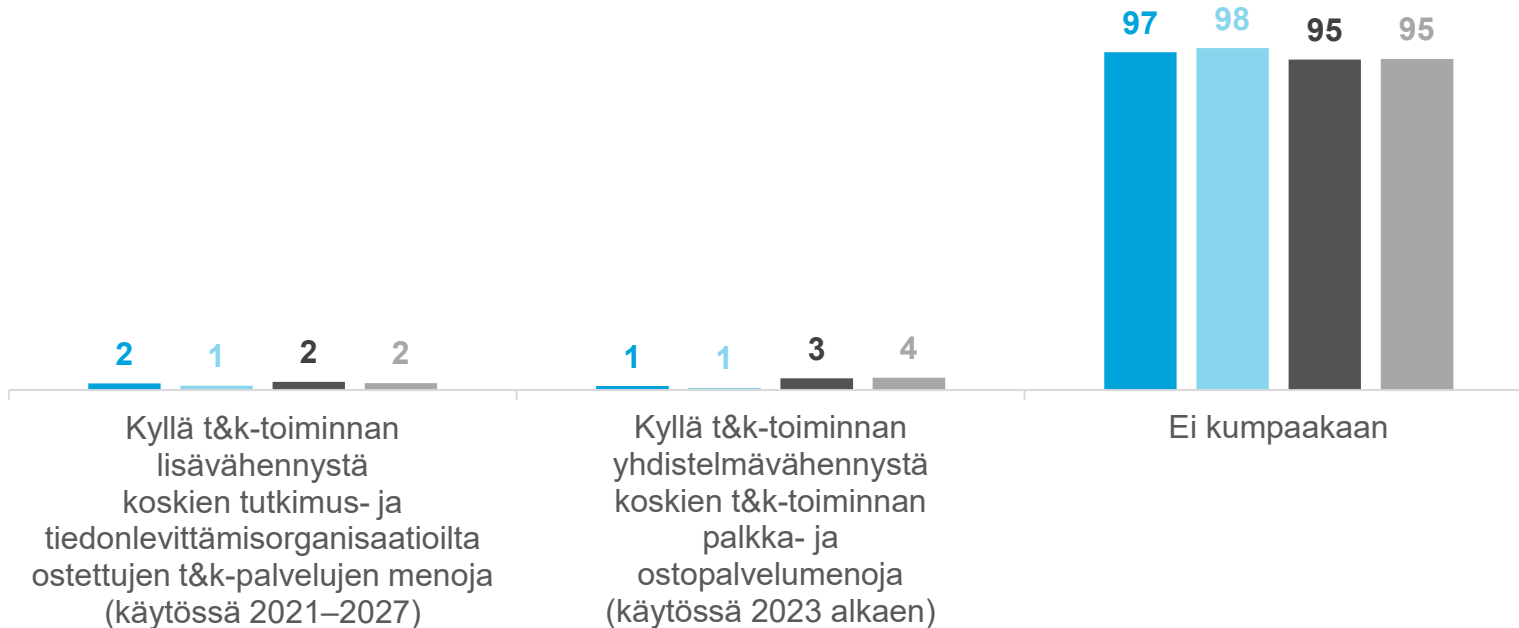 97 98 95 95
2 1 2 2
1 1 3 4
Kyllä t&k-toiminnan
lisävähennystä
koskien tutkimus- ja
tiedonlevittämisorganisaatioilta
ostettujen t&k-palvelujen menoja
(käytössä 2021–2027)
Kyllä t&k-toiminnan
yhdistelmävähennystä
koskien t&k-toiminnan
palkka- ja
ostopalvelumenoja
(käytössä 2023 alkaen)
Ei kumpaakaan